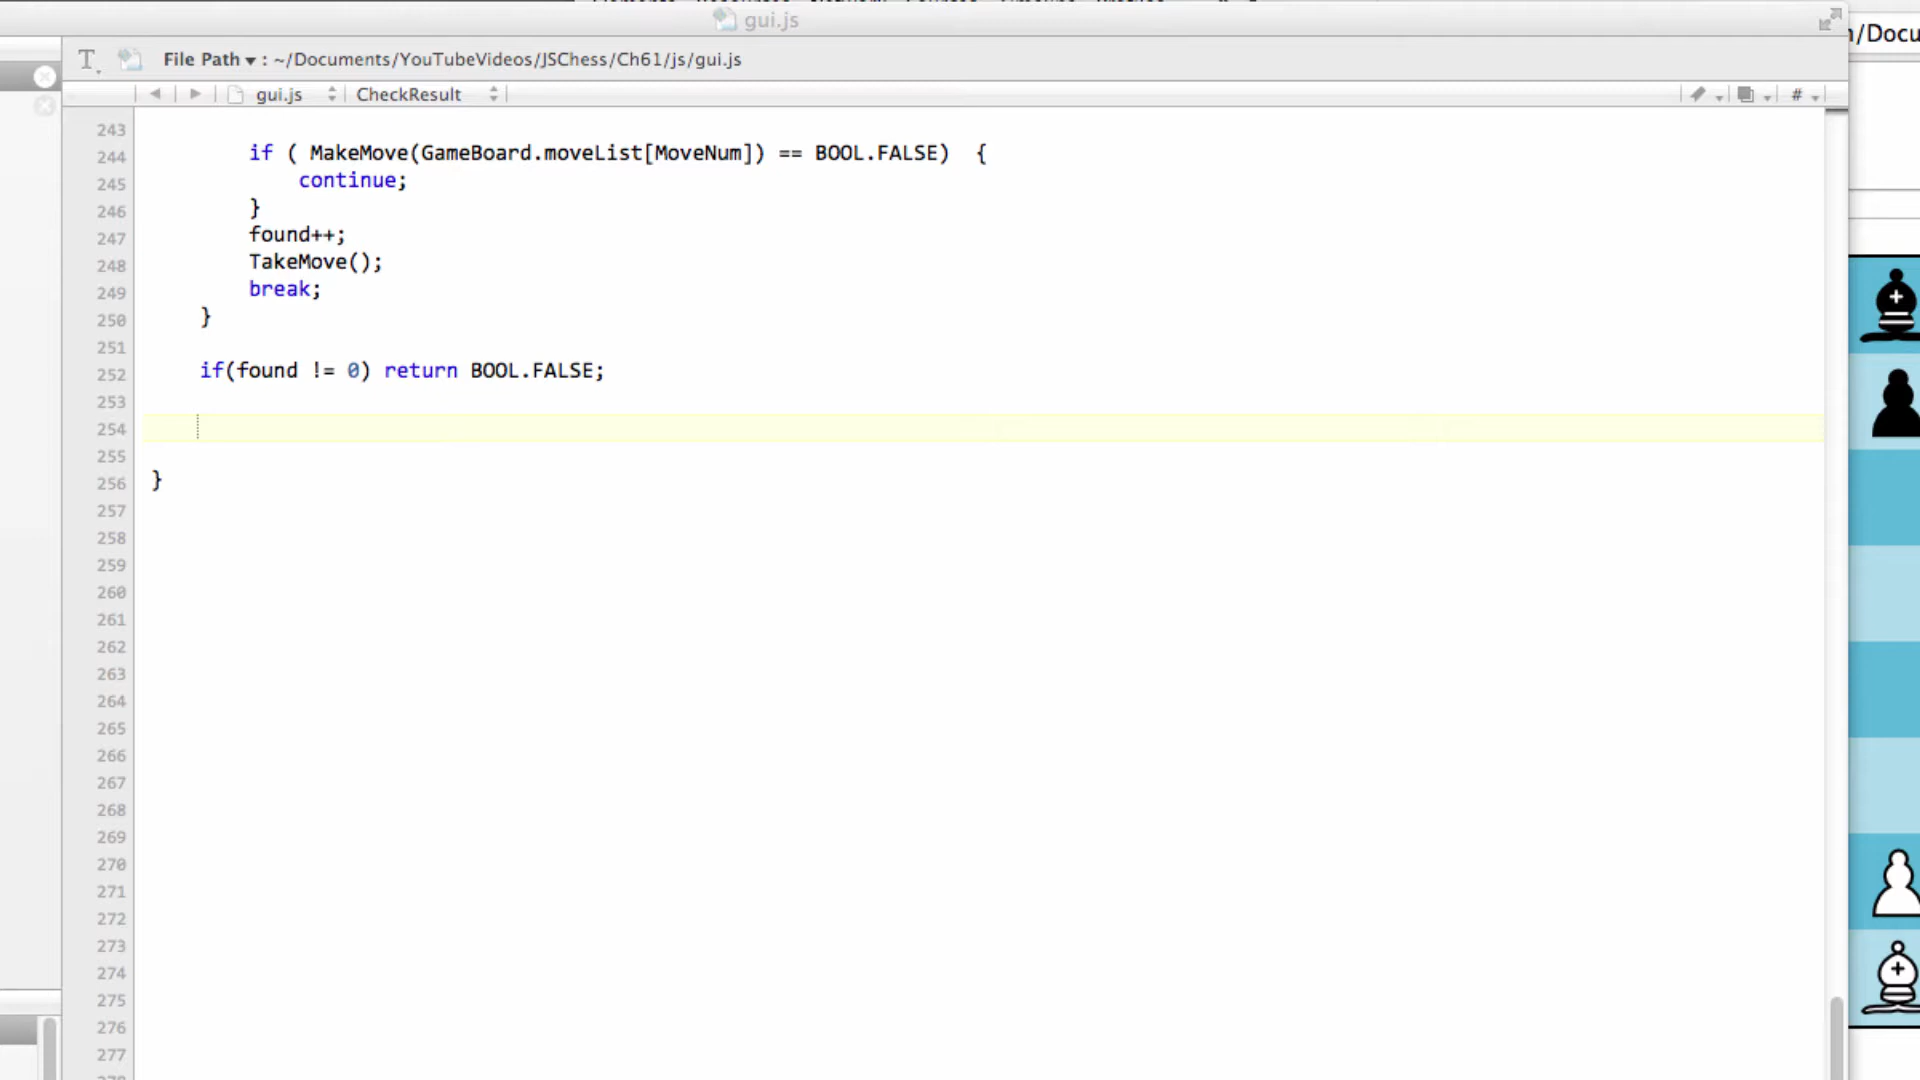 gui.js
/Docu
File Path ▾ : ~/Documents/YouTubeVideos/JSChess/Ch61/js/gui.js
gui.js CheckResult #
243
244 if ( MakeMove(GameBoard.moveList[MoveNum]) == BOOL.FALSE)  {
245 continue;
246 }
247 found++;
248 TakeMove();
249 break;
250 }
251
252 if(found != 0) return BOOL.FALSE;
253
254
255
256 }
257
258
259
260
261
262
263
264
265
266
267
268
269
270
271
272
273
274
275
276
277